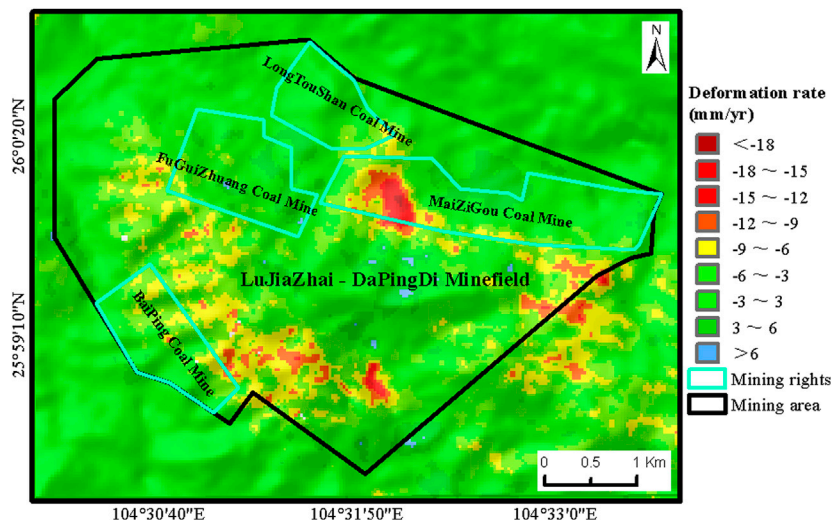 N
LongTouShan Coal Mine
FuGuiZhuang Coal Mine
MaiZiGou Coal Mine
LuJiaZhai - DaPingDi Minefield
BaiPing Coal Mine
26°0'20"N
25°59'10"N
104°30'40"E
104°31'50"E
104°33'0"E
0 0.5 1 Km
Deformation rate
(mm/yr)
<-18
-18 ~ -15
-15 ~ -12
-12 ~ -9
-9 ~ -6
-6 ~ -3
-3 ~ 3
3 ~ 6
>6
Mining rights
Mining area